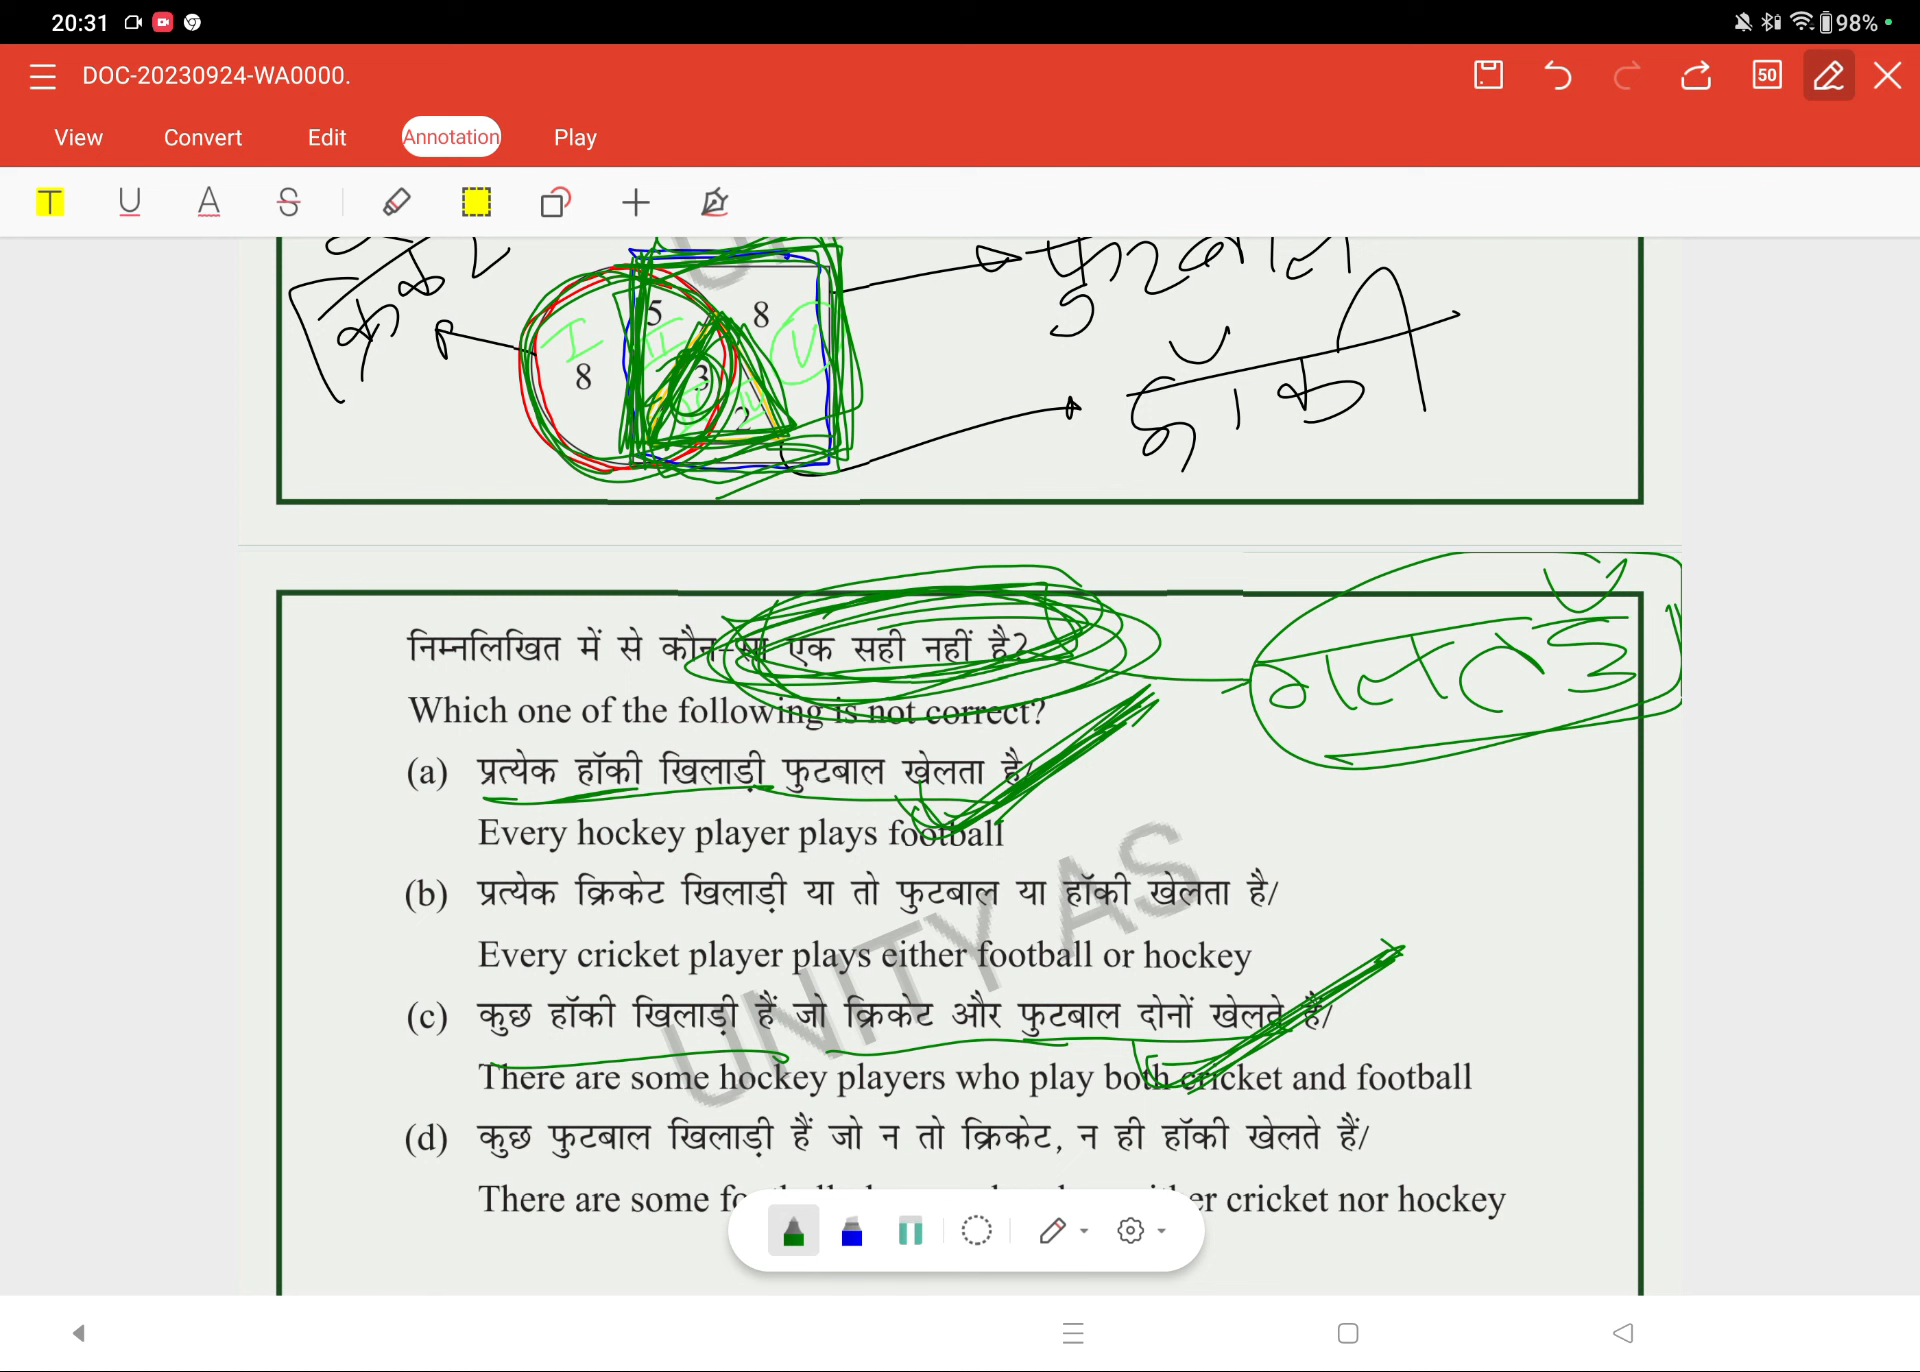 20:31 98%
DOC-20230924-WA0000. 50
View Convert Edit Annotation Play
T U A S
5 8
I II V
8 3
2
फुटबॉल
हॉकी
निम्नलिखित में से कौन-सा एक सही नहीं है?
Which one of the following is not correct?
गलत है
(a) प्रत्येक हॉकी खिलाड़ी फुटबाल खेलता है/
Every hockey player plays football
(b) प्रत्येक क्रिकेट खिलाड़ी या तो फुटबाल या हॉकी खेलता है/
Every cricket player plays either football or hockey
(c) कुछ हॉकी खिलाड़ी हैं जो क्रिकेट और फुटबाल दोनों खेलते हैं/
There are some hockey players who play both cricket and football
(d) कुछ फुटबाल खिलाड़ी हैं जो न तो क्रिकेट, न ही हॉकी खेलते हैं/
There are some cricket nor hockey
UNITY AS